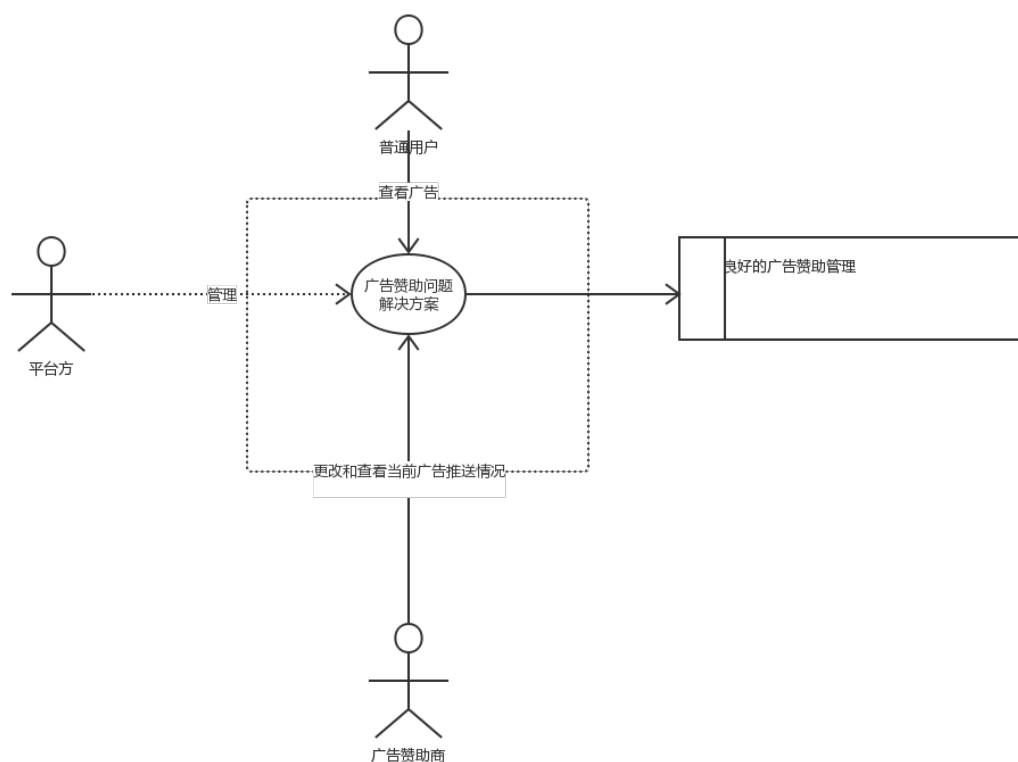 普通用户
查看广告
广告赞助问题
解决方案
良好的广告赞助管理
管理
平台方
更改和查看当前广告推送情况
广告赞助商